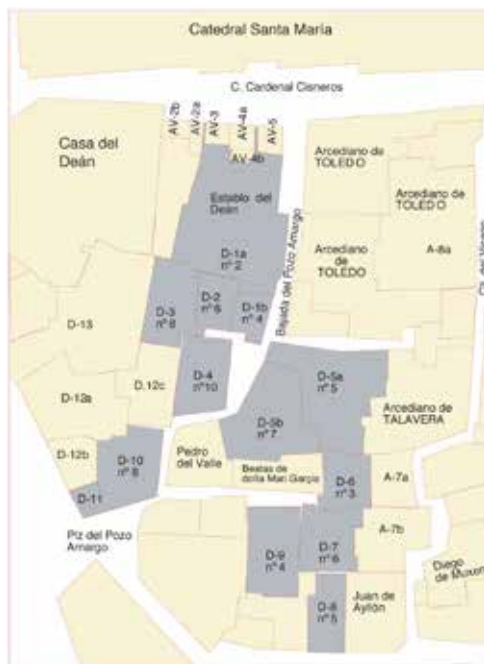 Catedral Santa María
C. Cardenal Cisneros
AV-2b
AV-2a
AV-3
AV-4a
AV-5
AV-4b
Casa del
Deán
Establo del
Deán
D-1a
nº 2
Arcediano de
TOLEDO
Arcediano de
TOLEDO
Arcediano de
TOLEDO
A-8a
Bajada del Pozo Amargo
D-3
nº 8
D-2
nº 6
D-1b
nº 4
D-13
D-4
nº10
D.12c
D-12a
D-5a
nº 5
D-5b
nº 7
Arcediano de
TALAVERA
D-12b
D-10
nº 8
D-11
Pedro
del Valle
Beatas de
doña Mari García
D-6
nº 3
A-7a
Plz del Pozo
Amargo
D-9
nº 4
D-7
nº 6
A-7b
D-8
nº 5
Juan de
Ayllón
Diego
de